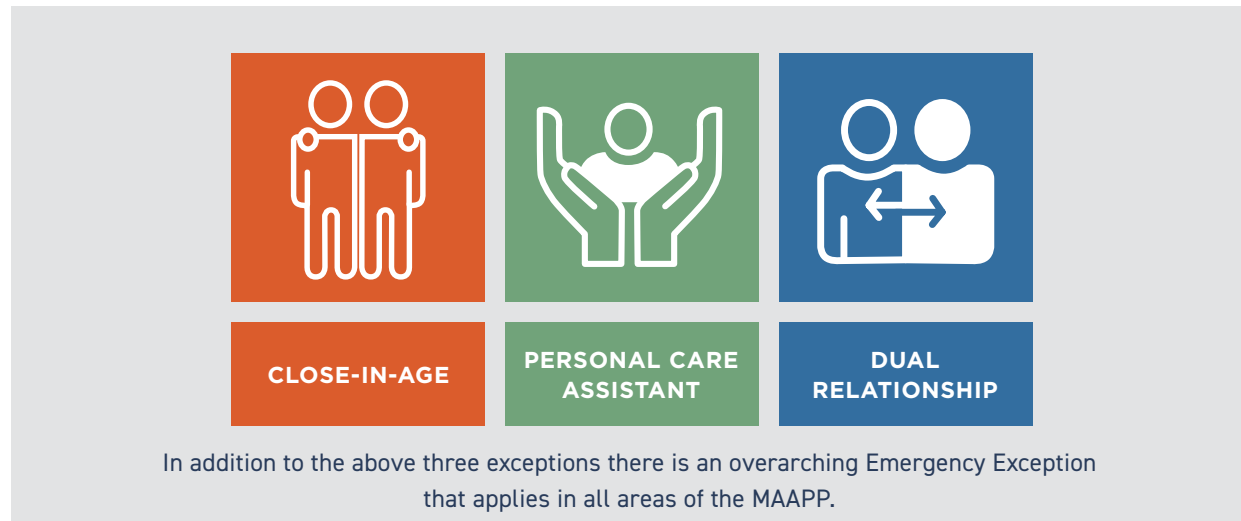 CLOSE-IN-AGE
PERSONAL CARE
ASSISTANT
DUAL
RELATIONSHIP
In addition to the above three exceptions there is an overarching Emergency Exception
that applies in all areas of the MAAPP.